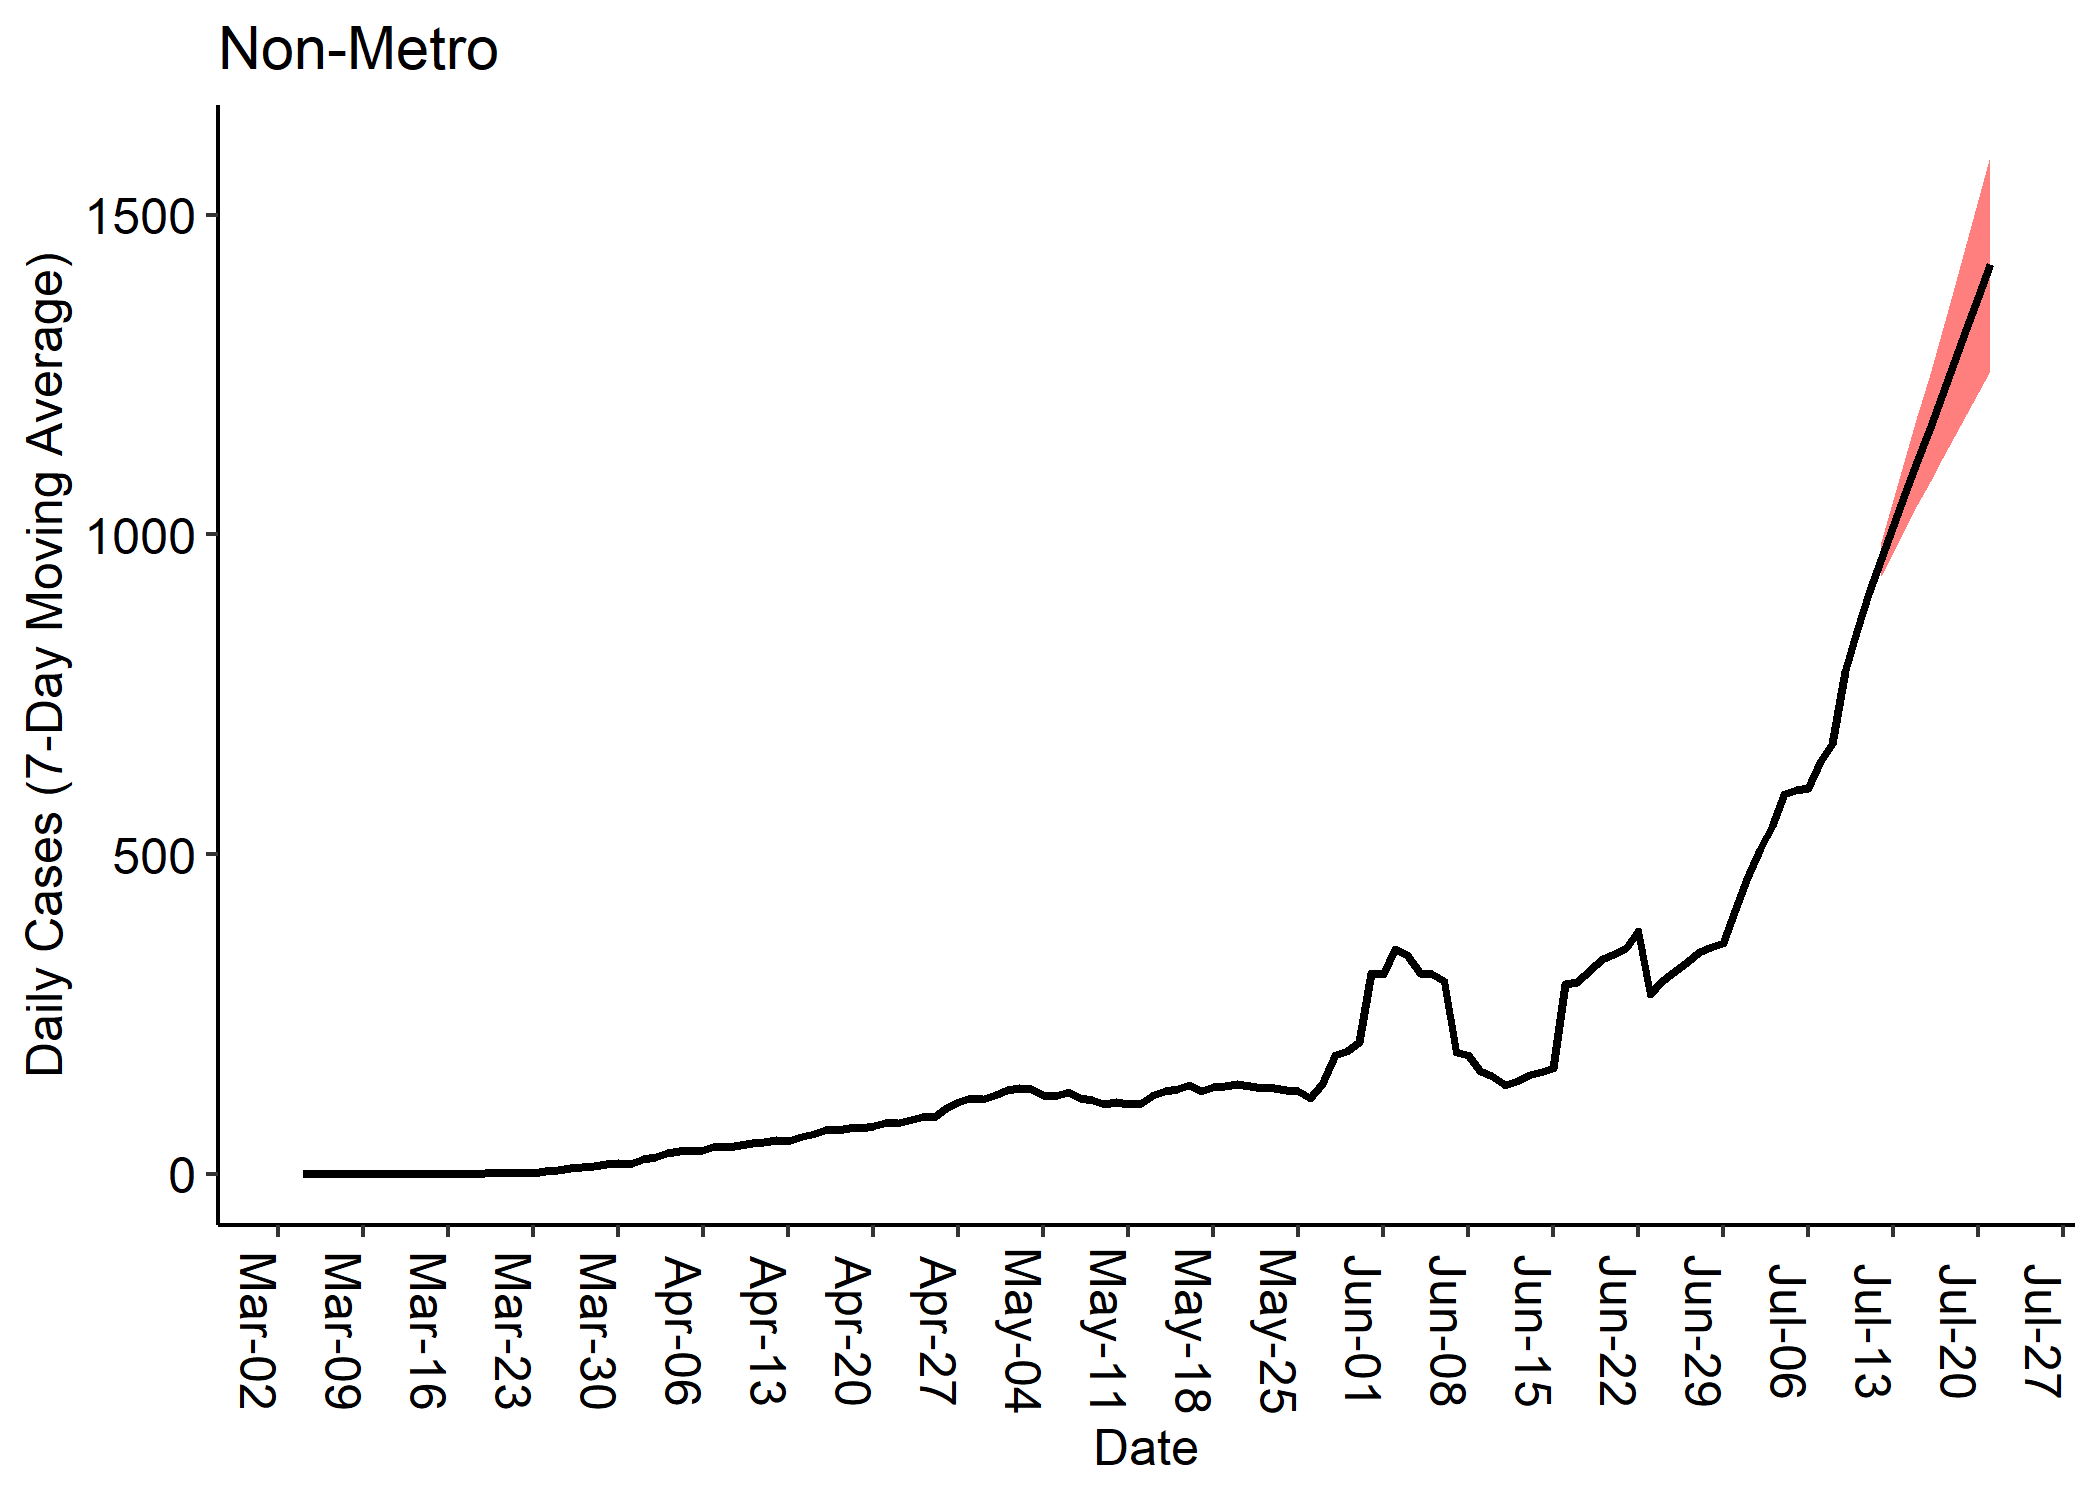 Non-Metro
Daily Cases (7-Day Moving Average)
1500
1000
500
0
Mar-02
Mar-09
Mar-16
Mar-23
Mar-30
Apr-06
Apr-13
Apr-20
Apr-27
May-04
May-11
May-18
May-25
Jun-01
Jun-08
Jun-15
Jun-22
Jun-29
Jul-06
Jul-13
Jul-20
Jul-27
Date